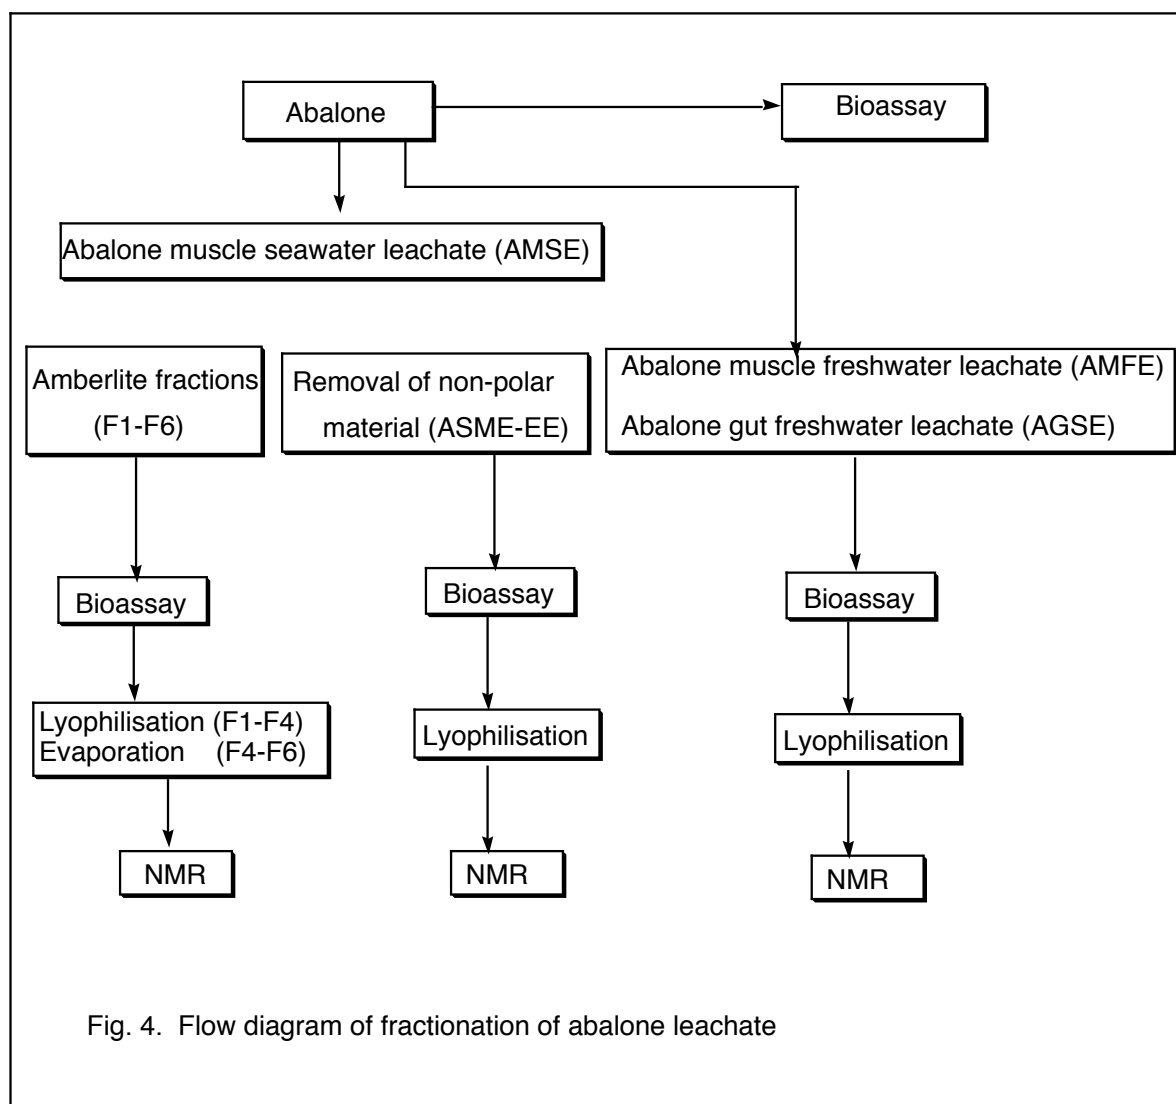 Abalone
Bioassay
Abalone muscle seawater leachate (AMSE)
Amberlite fractions
(F1-F6)
Removal of non-polar
material (ASME-EE)
Abalone muscle freshwater leachate (AMFE)
Abalone gut freshwater leachate (AGSE)
Bioassay
Bioassay
Bioassay
Lyophilisation (F1-F4)
Evaporation (F4-F6)
Lyophilisation
Lyophilisation
NMR
NMR
NMR
Fig. 4. Flow diagram of fractionation of abalone leachate